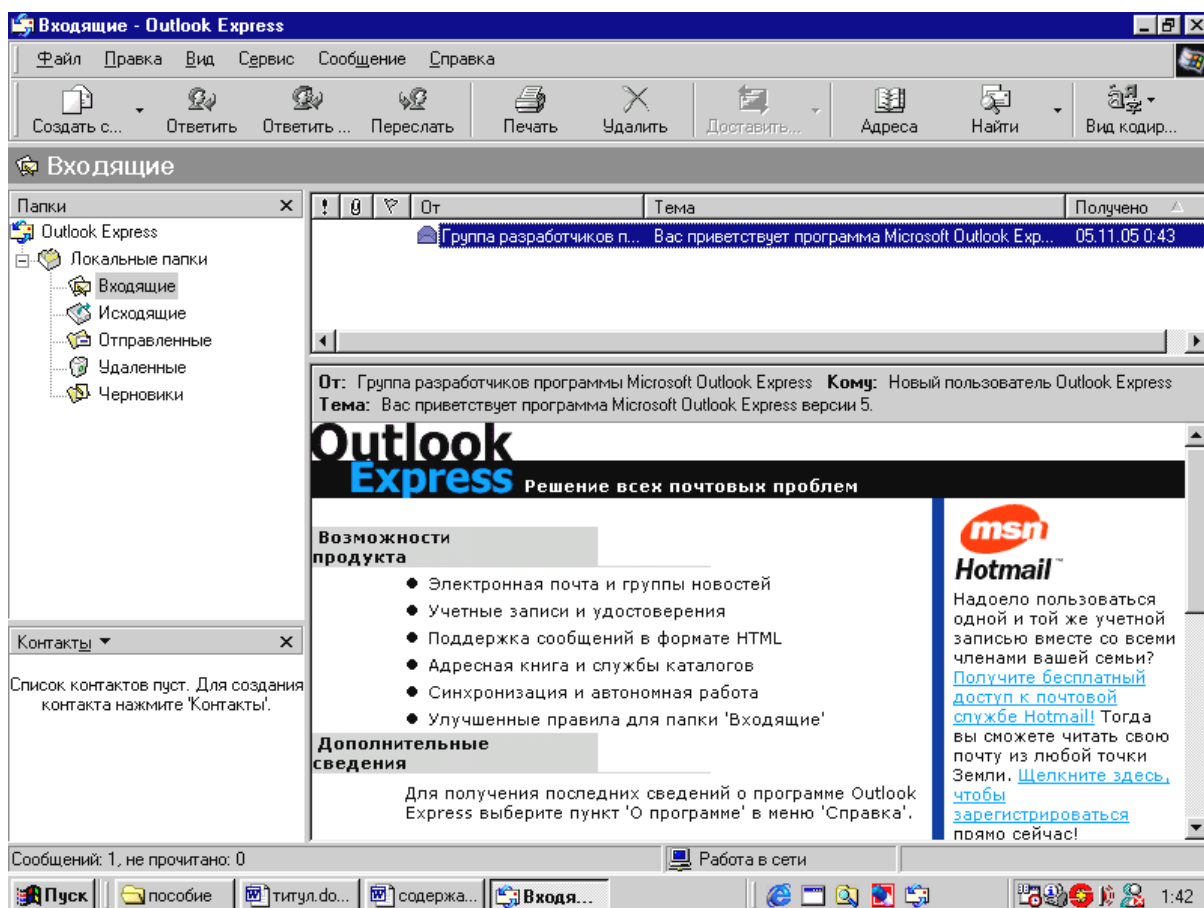 Входящие - Outlook Express
Файл Правка Вид Сервис Сообщение Справка
Создать с... Ответить Ответить ... Переслать Печать Удалить Доставить... Адреса Найти Вид кодир...
Входящие
Папки
Outlook Express
Локальные папки
Входящие
Исходящие
Отправленные
Удаленные
Черновики
Контакты
Список контактов пуст. Для создания
контакта нажмите 'Контакты'.
! От Тема Получено
Группа разработчиков п... Вас приветствует программа Microsoft Outlook Exp... 05.11.05 0:43
От: Группа разработчиков программы Microsoft Outlook Express Кому: Новый пользователь Outlook Express
Тема: Вас приветствует программа Microsoft Outlook Express версии 5.
Outlook
Express Решение всех почтовых проблем
Возможности
продукта
Электронная почта и группы новостей
Учетные записи и удостоверения
Поддержка сообщений в формате HTML
Адресная книга и службы каталогов
Синхронизация и автономная работа
Улучшенные правила для папки 'Входящие'
Дополнительные
сведения
Для получения последних сведений о программе Outlook
Express выберите пункт 'О программе' в меню 'Справка'.
msn
Hotmail™
Надоело пользоваться
одной и той же учетной
записью вместе со всеми
членами вашей семьи?
Получите бесплатный
доступ к почтовой
службе Hotmail! Тогда
вы сможете читать свою
почту из любой точки
Земли. Щелкните здесь,
чтобы
зарегистрироваться
прямо сейчас!
Сообщений: 1, не прочитано: 0 Работа в сети
Пуск пособие титул.do... содержа... Входя... 1:42